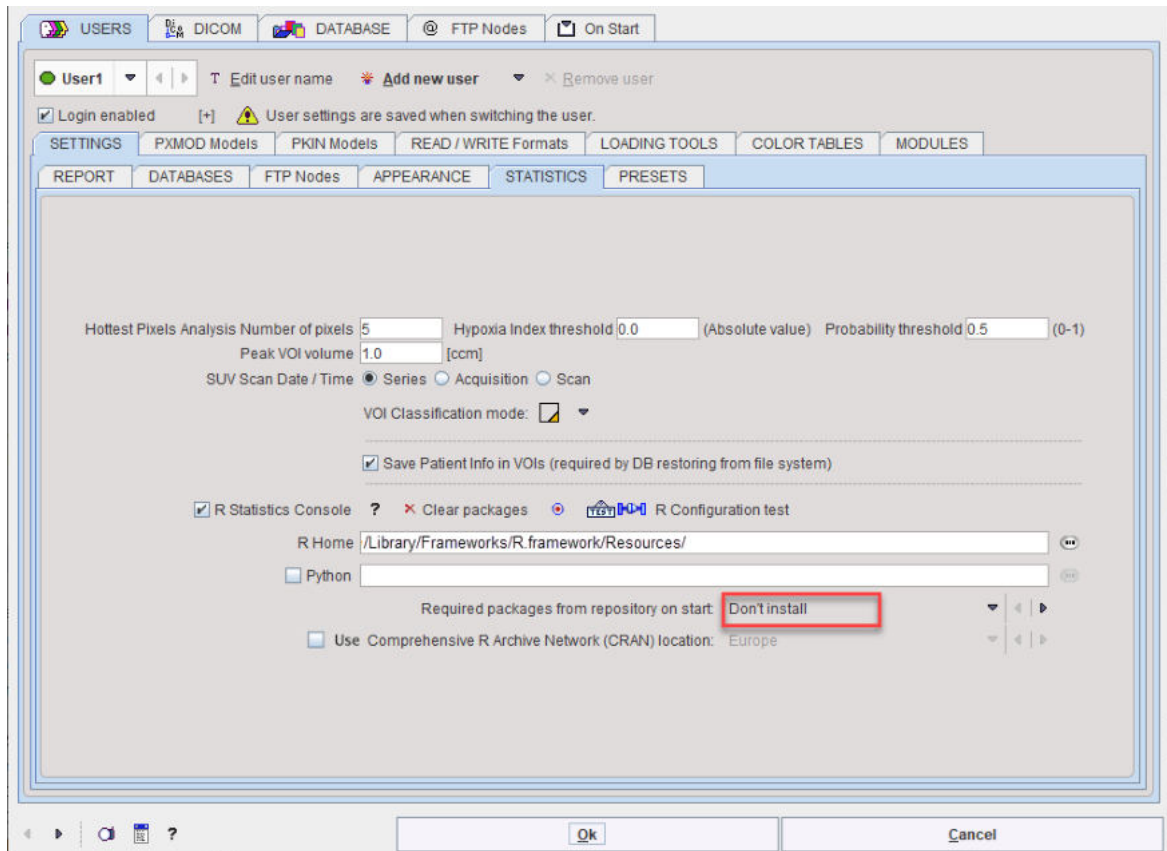 USERS DICOM DATABASE @ FTP Nodes On Start
User1 T Edit user name Add new user Remove user
Login enabled [+] User settings are saved when switching the user.
SETTINGS PXMOD Models PKIN Models READ / WRITE Formats LOADING TOOLS COLOR TABLES MODULES
REPORT DATABASES FTP Nodes APPEARANCE STATISTICS PRESETS
Hottest Pixels Analysis Number of pixels 5 Hypoxia Index threshold 0.0 (Absolute value) Probability threshold 0.5 (0-1)
Peak VOI volume 1.0 [ccm]
SUV Scan Date / Time Series Acquisition Scan
VOI Classification mode:
Save Patient Info in VOIs (required by DB restoring from file system)
R Statistics Console ? Clear packages TEST R Configuration test
R Home /Library/Frameworks/R.framework/Resources/
Python
Required packages from repository on start: Don't install
Use Comprehensive R Archive Network (CRAN) location: Europe
? Ok Cancel